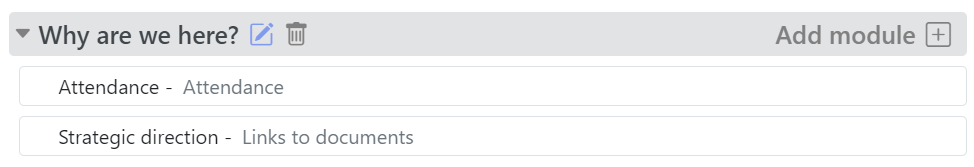 Why are we here? Add module
Attendance - Attendance
Strategic direction - Links to documents